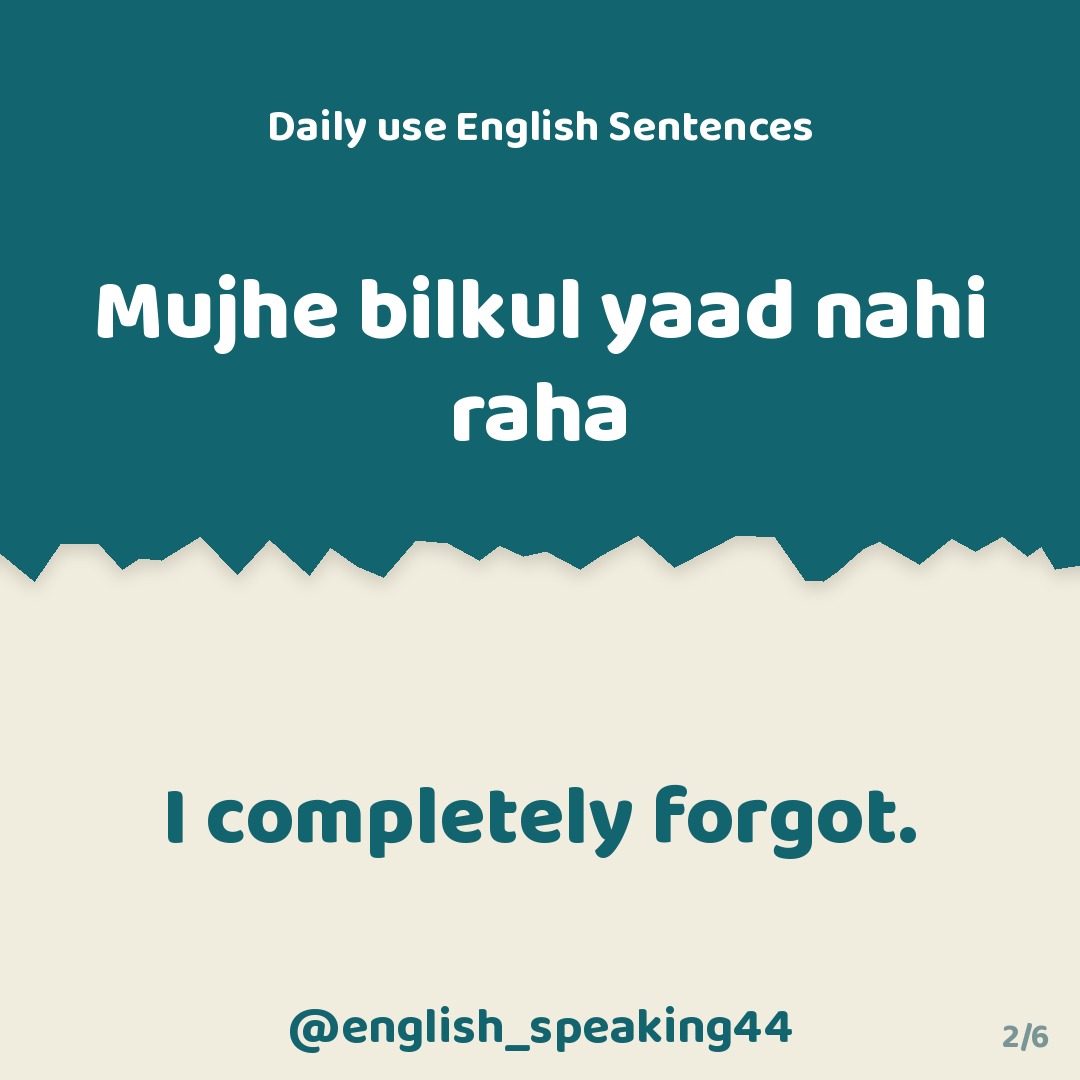 Daily use English Sentences
Mujhe bilkul yaad nahi
raha
I completely forgot.
@english_speaking44
2/6